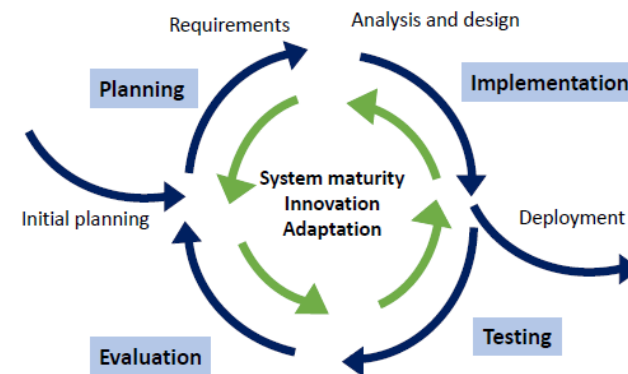 Requirements
Analysis and design
Planning
Implementation
System maturity
Innovation
Adaptation
Initial planning
Deployment
Testing
Evaluation